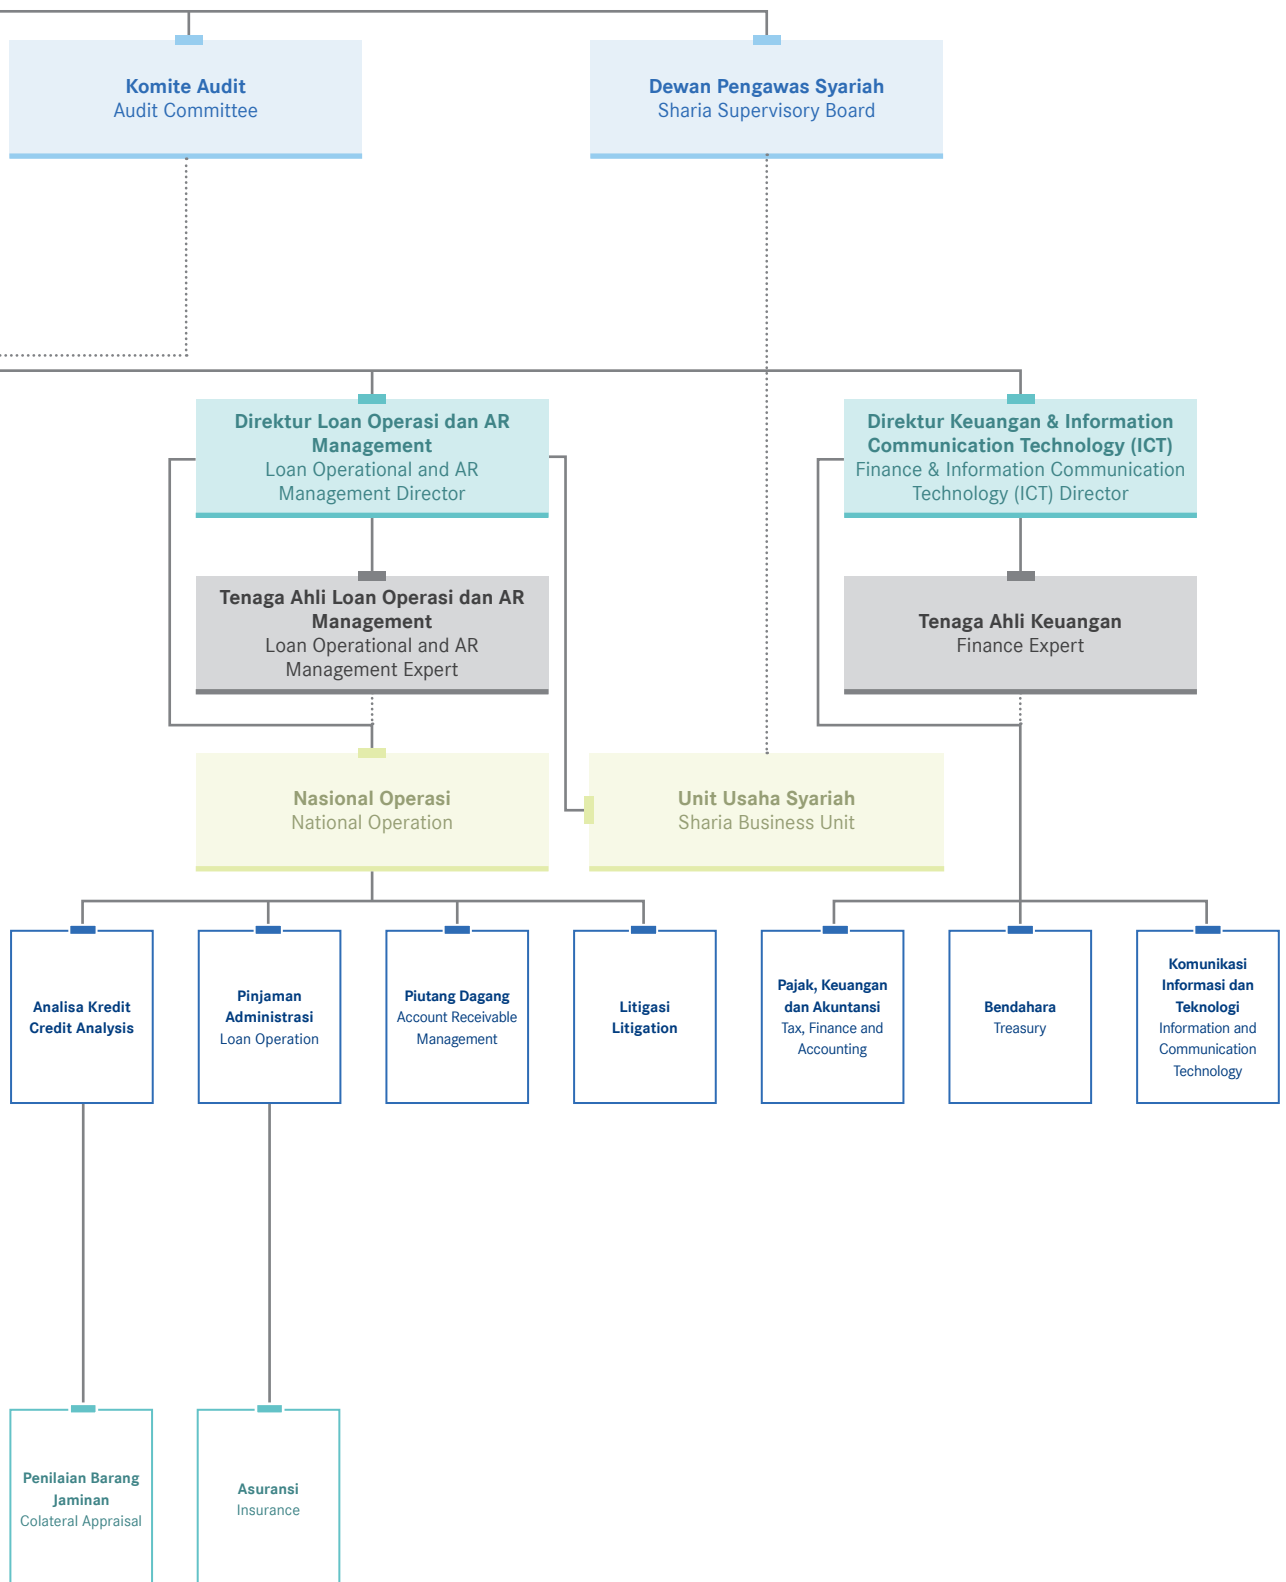 Komite Audit
Audit Committee
Dewan Pengawas Syariah
Sharia Supervisory Board
Direktur Loan Operasi dan AR
Management
Loan Operational and AR
Management Director
Direktur Keuangan & Information
Communication Technology (ICT)
Finance & Information Communication
Technology (ICT) Director
Tenaga Ahli Loan Operasi dan AR
Management
Loan Operational and AR
Management Expert
Tenaga Ahli Keuangan
Finance Expert
Nasional Operasi
National Operation
Unit Usaha Syariah
Sharia Business Unit
Analisa Kredit
Credit Analysis
Pinjaman
Administrasi
Loan Operation
Piutang Dagang
Account Receivable
Management
Litigasi
Litigation
Pajak, Keuangan
dan Akuntansi
Tax, Finance and
Accounting
Bendahara
Treasury
Komunikasi
Informasi dan
Teknologi
Information and
Communication
Technology
Penilaian Barang
Jaminan
Colateral Appraisal
Asuransi
Insurance